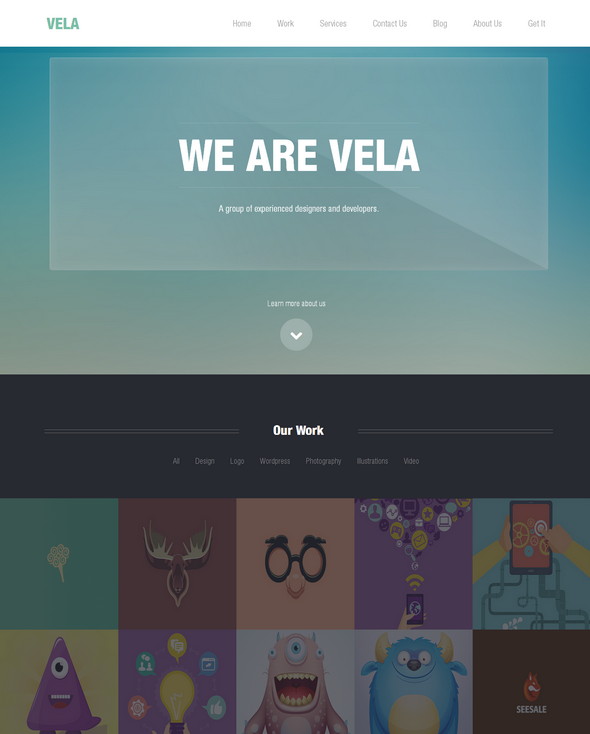 VELA Home Work Services Contact Us Blog About Us Get It
WE ARE VELA
A group of experienced designers and developers.
Learn more about us
Our Work
All Design Logo Wordpress Photography Illustrations Video
SEESALE